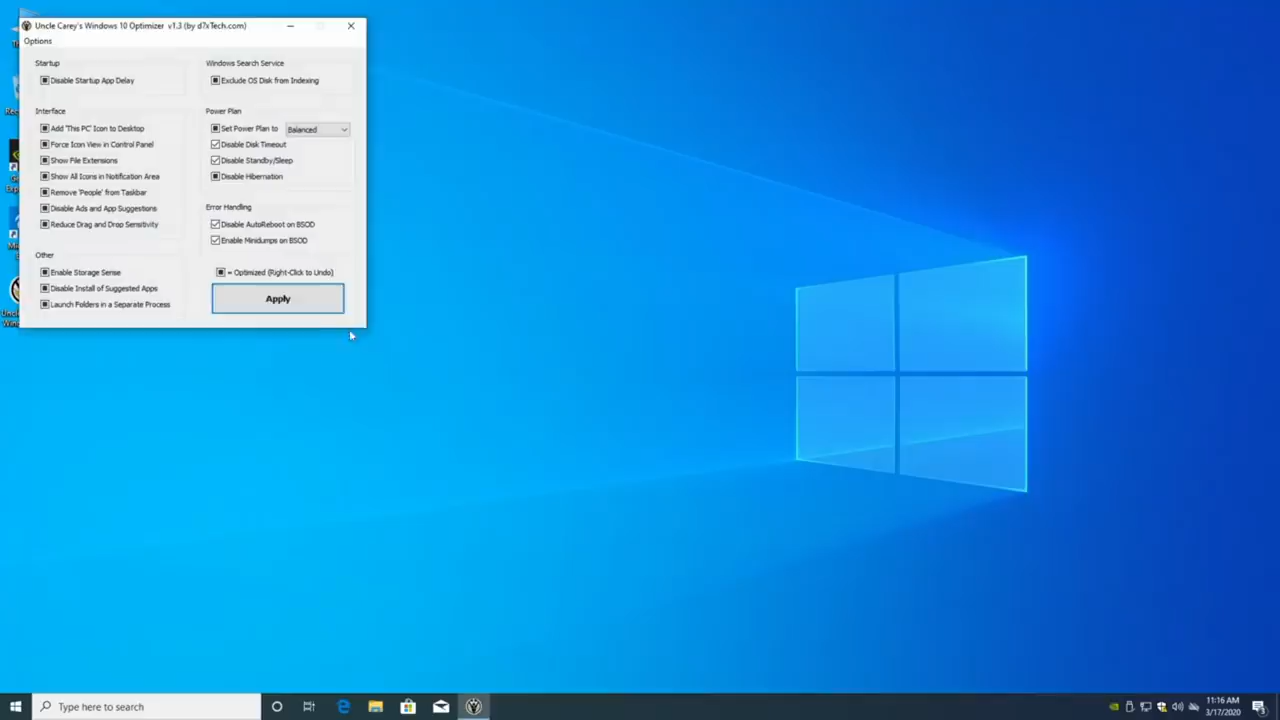 Uncle Carey's Windows 10 Optimizer v1.3 (by d7xTech.com)
Options
Startup
Disable Startup App Delay
Interface
Add 'This PC' Icon to Desktop
Force Icon View in Control Panel
Show File Extensions
Show All Icons in Notification Area
Remove 'People' from Taskbar
Disable Ads and App Suggestions
Reduce Drag and Drop Sensitivity
Other
Enable Storage Sense
Disable Install of Suggested Apps
Launch Folders in a Separate Process
Windows Search Service
Exclude OS Disk from Indexing
Power Plan
Set Power Plan to Balanced
Disable Disk Timeout
Disable Standby/Sleep
Disable Hibernation
Error Handling
Disable AutoReboot on BSOD
Enable Minidumps on BSOD
= Optimized (Right-Click to Undo)
Apply
Type here to search
11:16 AM
3/17/2020